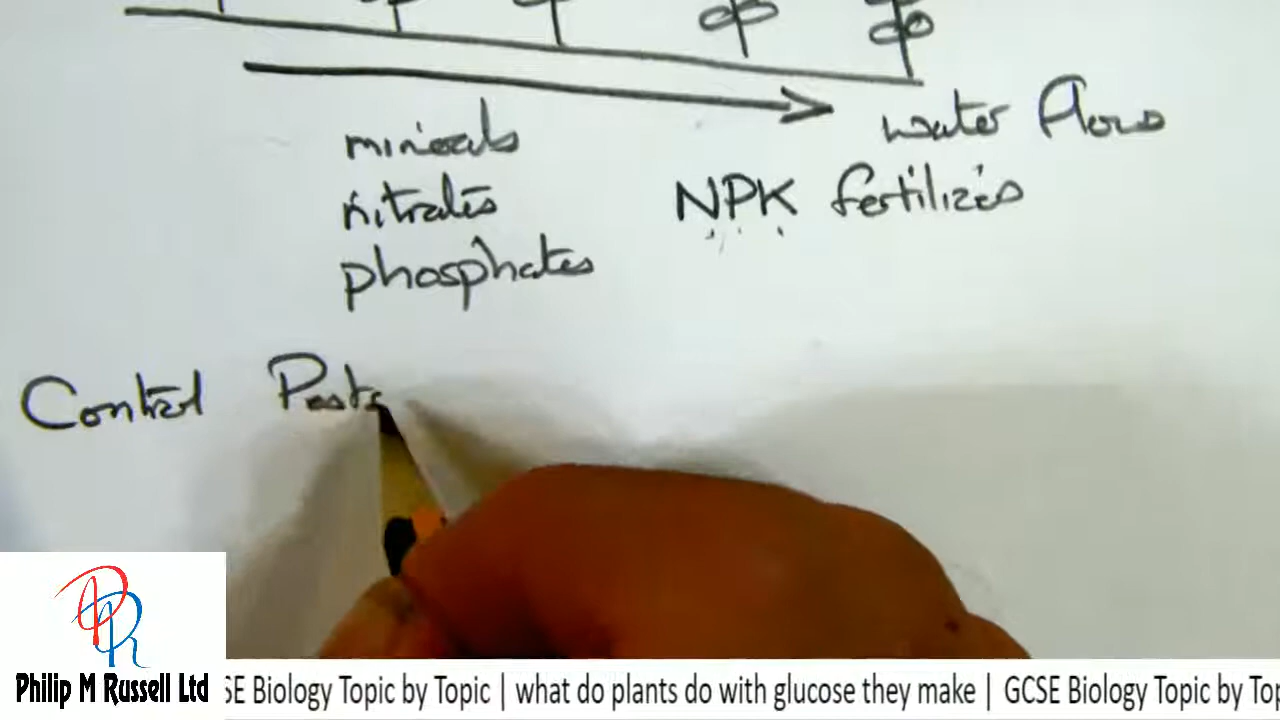 water flows
minerals
nitrates
NPK fertilizers
phosphates
Control Pests
Philip M Russell Ltd
SE Biology Topic by Topic | what do plants do with glucose they make | GCSE Biology Topic by Top